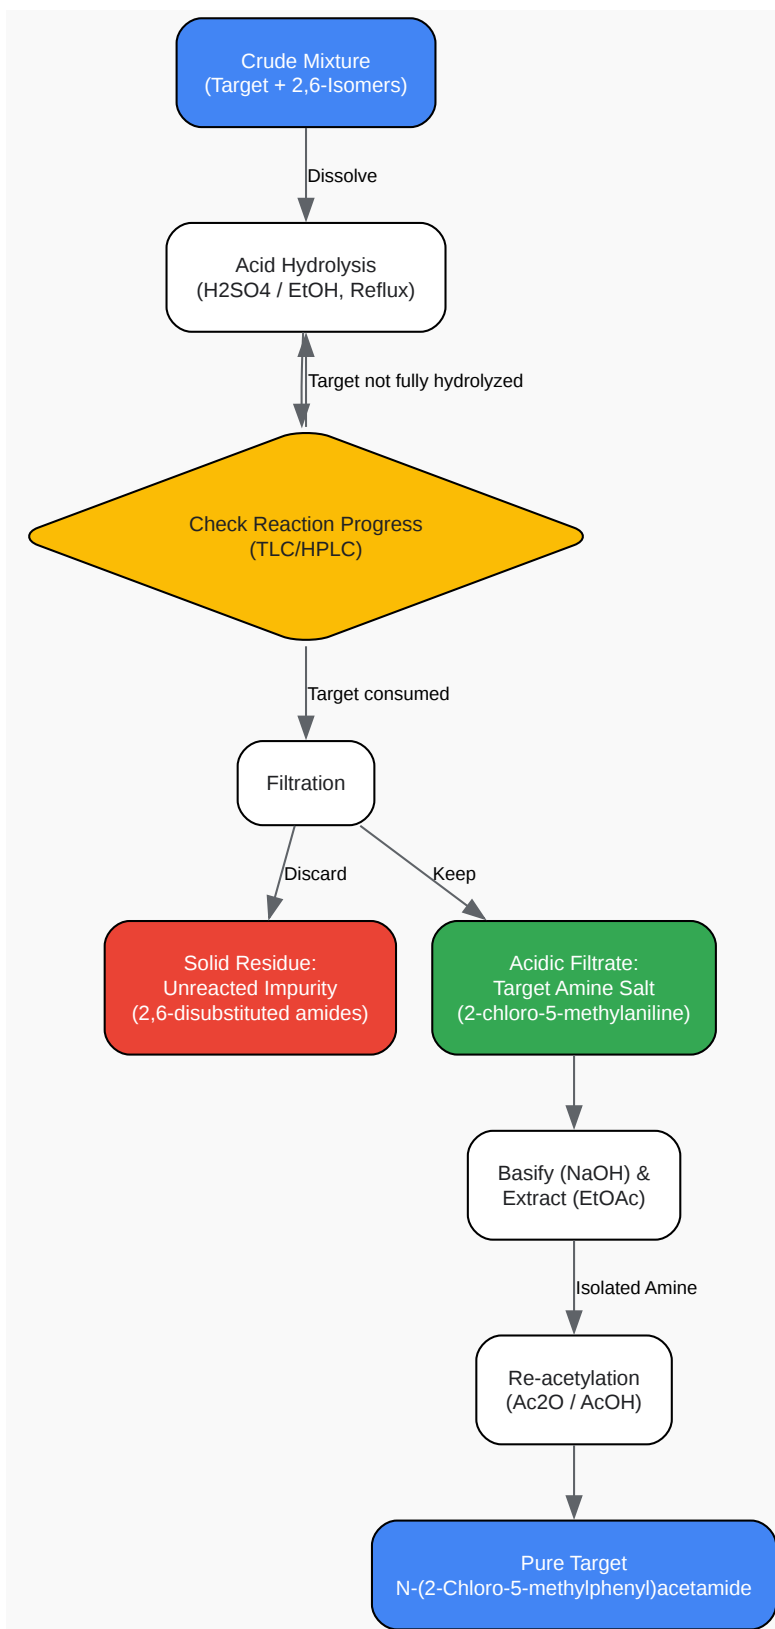 Crude Mixture
(Target + 2,6-Isomers)
Dissolve
Acid Hydrolysis
(H2SO4 / EtOH, Reflux)
Target not fully hydrolyzed
Check Reaction Progress
(TLC/HPLC)
Target consumed
Filtration
Discard
Keep
Solid Residue:
Unreacted Impurity
(2,6-disubstituted amides)
Acidic Filtrate:
Target Amine Salt
(2-chloro-5-methylaniline)
Basify (NaOH) &
Extract (EtOAc)
Isolated Amine
Re-acetylation
(Ac2O / AcOH)
Pure Target
N-(2-Chloro-5-methylphenyl)acetamide